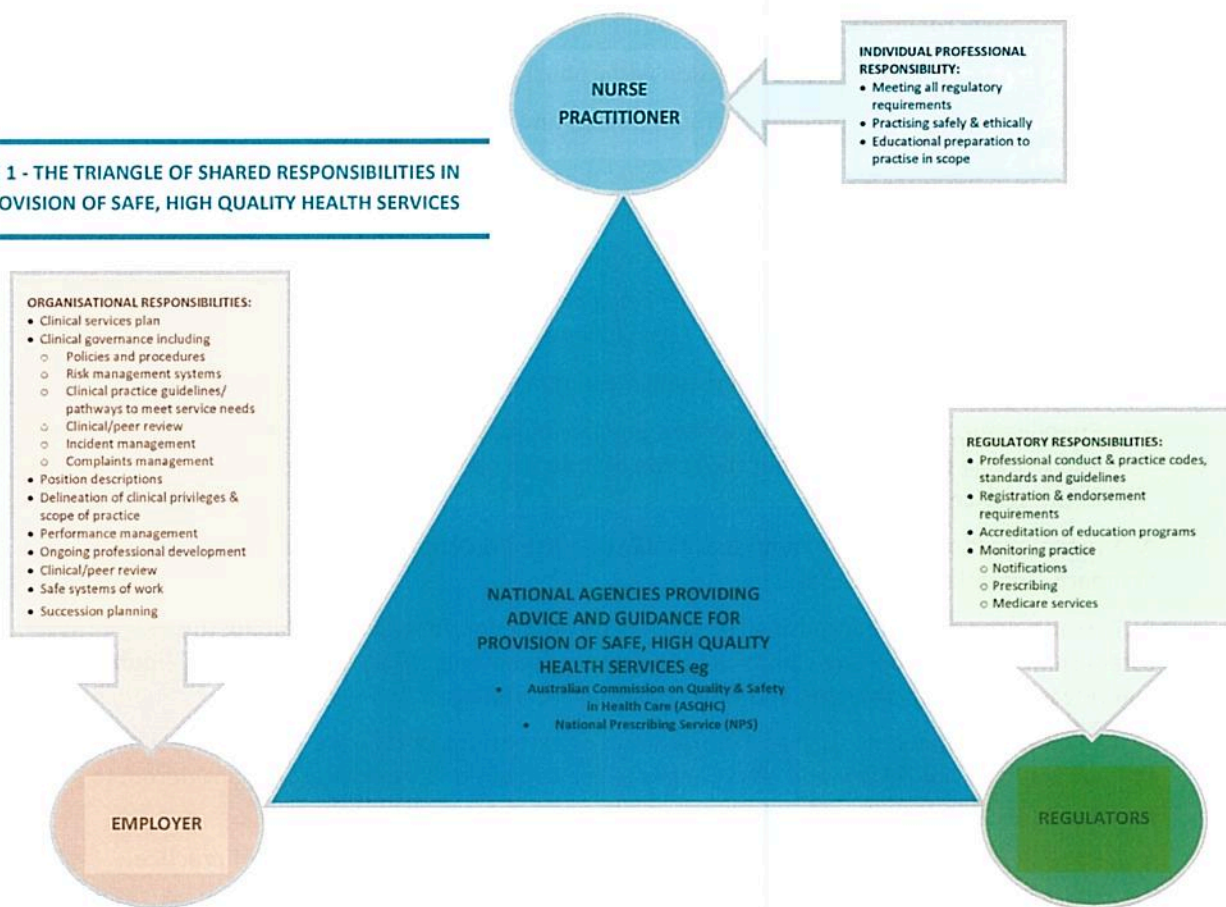 NURSE
PRACTITIONER
INDIVIDUAL PROFESSIONAL
RESPONSIBILITY:
• Meeting all regulatory
requirements
• Practising safely & ethically
• Educational preparation to
practise in scope
1 - THE TRIANGLE OF SHARED RESPONSIBILITIES IN
OVISION OF SAFE, HIGH QUALITY HEALTH SERVICES
ORGANISATIONAL RESPONSIBILITIES:
• Clinical services plan
• Clinical governance including
o Policies and procedures
o Risk management systems
o Clinical practice guidelines/
pathways to meet service needs
o Clinical/peer review
o Incident management
o Complaints management
• Position descriptions
• Delineation of clinical privileges &
scope of practice
• Performance management
• Ongoing professional development
• Clinical/peer review
• Safe systems of work
• Succession planning
EMPLOYER
NATIONAL AGENCIES PROVIDING
ADVICE AND GUIDANCE FOR
PROVISION OF SAFE, HIGH QUALITY
HEALTH SERVICES eg
• Australian Commission on Quality & Safety
in Health Care (ASQHC)
• National Prescribing Service (NPS)
REGULATORY RESPONSIBILITIES:
• Professional conduct & practice codes,
standards and guidelines
• Registration & endorsement
requirements
• Accreditation of education programs
• Monitoring practice
o Notifications
o Prescribing
o Medicare services
REGULATORS